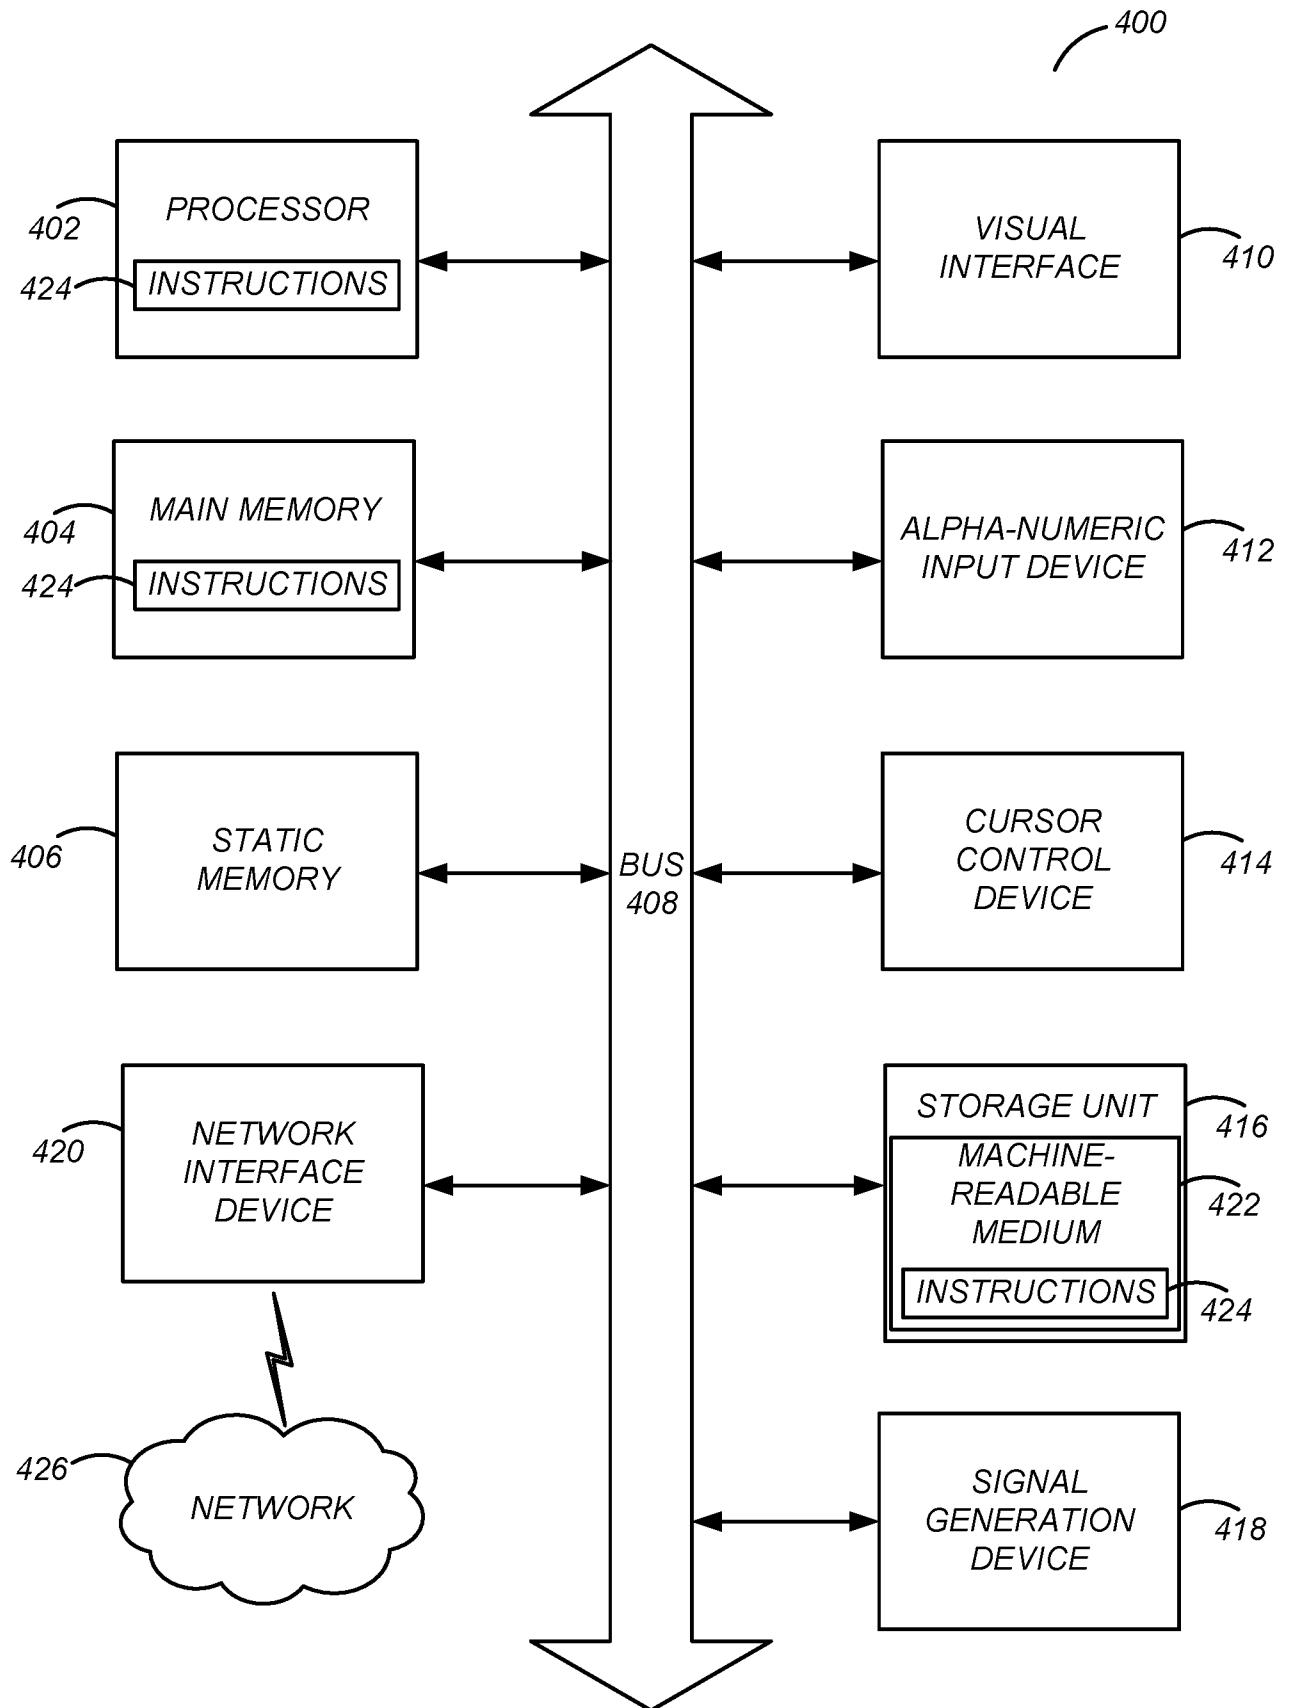 400
PROCESSOR
402
424
INSTRUCTIONS
VISUAL
INTERFACE
410
MAIN MEMORY
404
424
INSTRUCTIONS
ALPHA-NUMERIC
INPUT DEVICE
412
STATIC
MEMORY
406
BUS
408
CURSOR
CONTROL
DEVICE
414
NETWORK
INTERFACE
DEVICE
420
STORAGE UNIT
416
MACHINE-
READABLE
MEDIUM
422
INSTRUCTIONS
424
426
NETWORK
SIGNAL
GENERATION
DEVICE
418